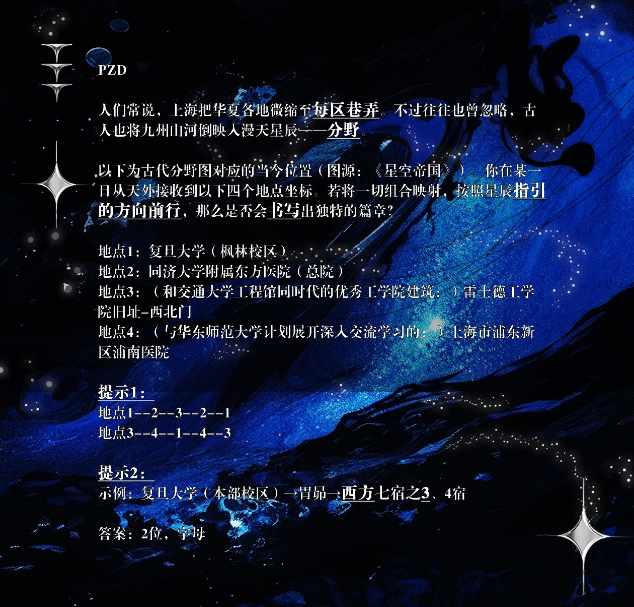 PZD
人们常说，上海把华夏各地微缩至每区巷弄。不过往往也曾忽略，古
人也将九州山河倒映入漫天星辰——分野
以下为古代分野图对应的当今位置（图源：《星空帝国》）。你在某一
日从天外接收到以下四个地点坐标。若将一切组合映射，按照星辰指引
的方向前行，那么是否会书写出独特的篇章？
地点1：复旦大学（枫林校区）
地点2：同济大学附属东方医院（总院）
地点3：（和交通大学工程馆同时代的优秀工学院建筑：）雷士德工学
院旧址-西北门
地点4：（与华东师范大学计划展开深入交流学习的：）上海市浦东新
区浦南医院
提示1：
地点1--2--3--2--1
地点3--4--1--4--3
提示2：
示例：复旦大学（本部校区）→胃昴→西方七宿之3、4宿
答案：2位，字母